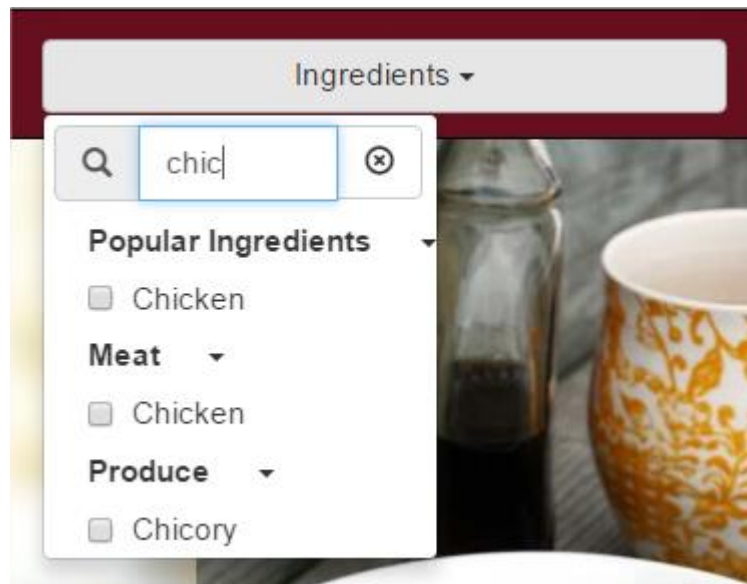 Ingredients
chic
Popular Ingredients
Chicken
Meat
Chicken
Produce
Chicory